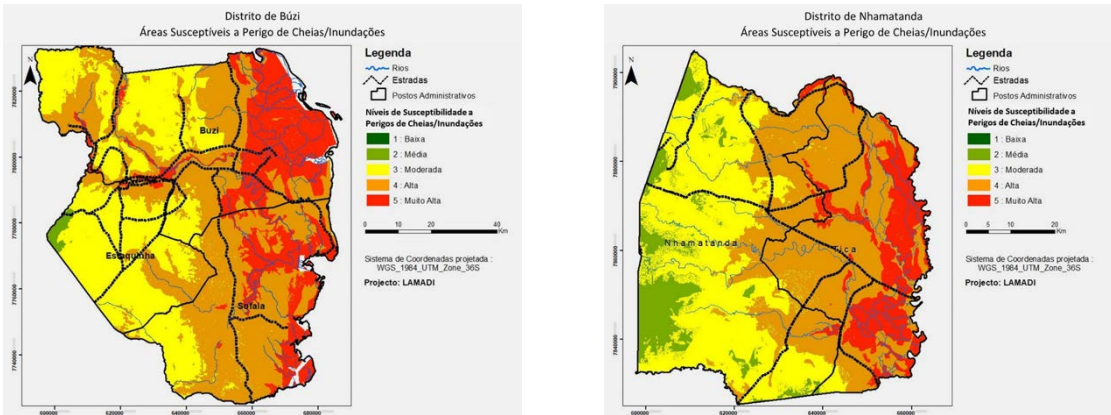 Distrito de Búzi
Áreas Susceptíveis a Perigo de Cheias/Inundações
N
Legenda
Rios
Estradas
Postos Administrativos
Níveis de Susceptibilidade a
Perigos de Cheias/Inundações
1 : Baixa
2 : Média
3 : Moderada
4 : Alta
5 : Muito Alta
0 10 20 40
Km
Sistema de Coordenadas projetada :
WGS_1984_UTM_Zone_36S
Projecto: LAMADI
Buzi
Estaquinha
Sofala
Distrito de Nhamatanda
Áreas Susceptíveis a Perigo de Cheias/Inundações
N
Legenda
Rios
Estradas
Postos Administrativos
Níveis de Susceptibilidade a
Perigos de Cheias/Inundações
1 : Baixa
2 : Média
3 : Moderada
4 : Alta
5 : Muito Alta
0 5 10 20
Km
Sistema de Coordenadas projetada :
WGS_1984_UTM_Zone_36S
Projecto: LAMADI
Nhamatanda
Tica